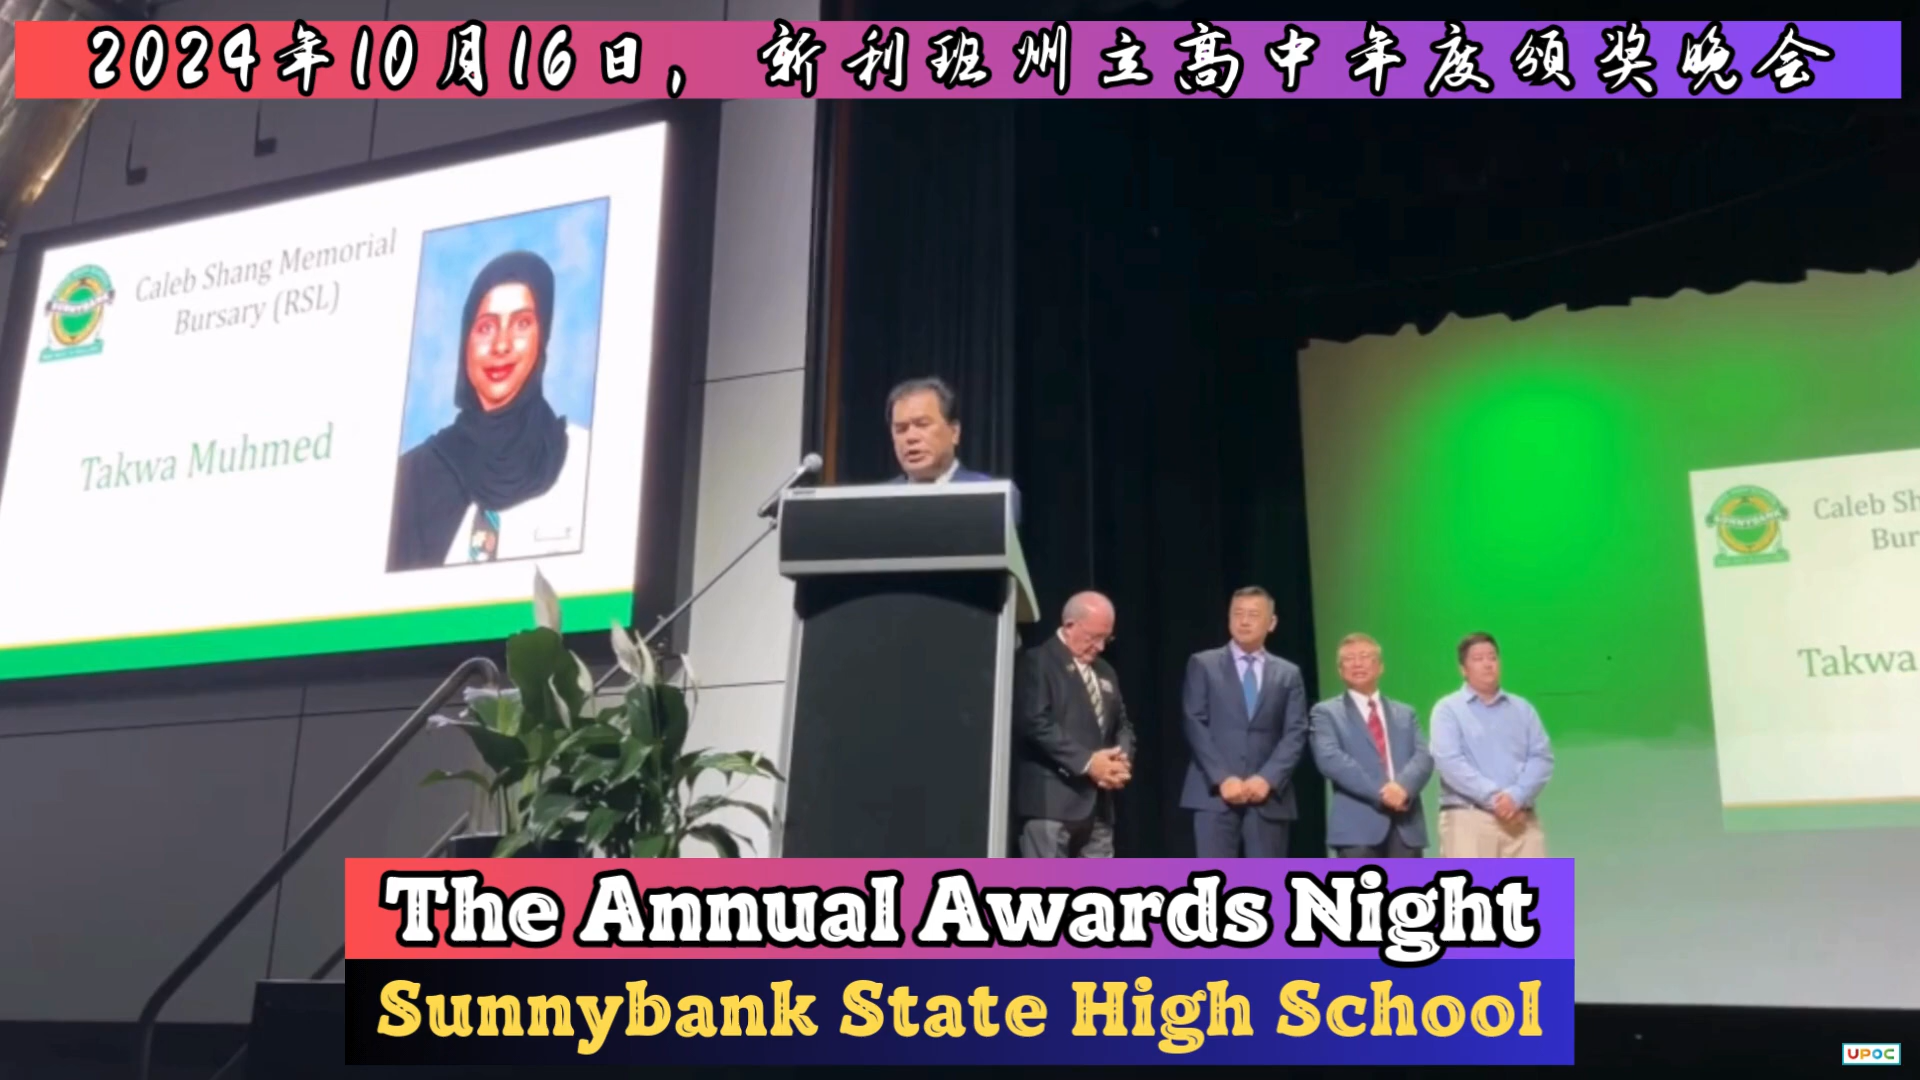 2024年10月16日, 新利班州立高中年度颁奖晚会
Caleb Shang Memorial
Bursary (RSL)
SUNNYBANK
Takwa Muhmed
SUNNYBANK
Caleb Sh
Bur
Takwa
The Annual Awards Night
Sunnybank State High School
UPOC